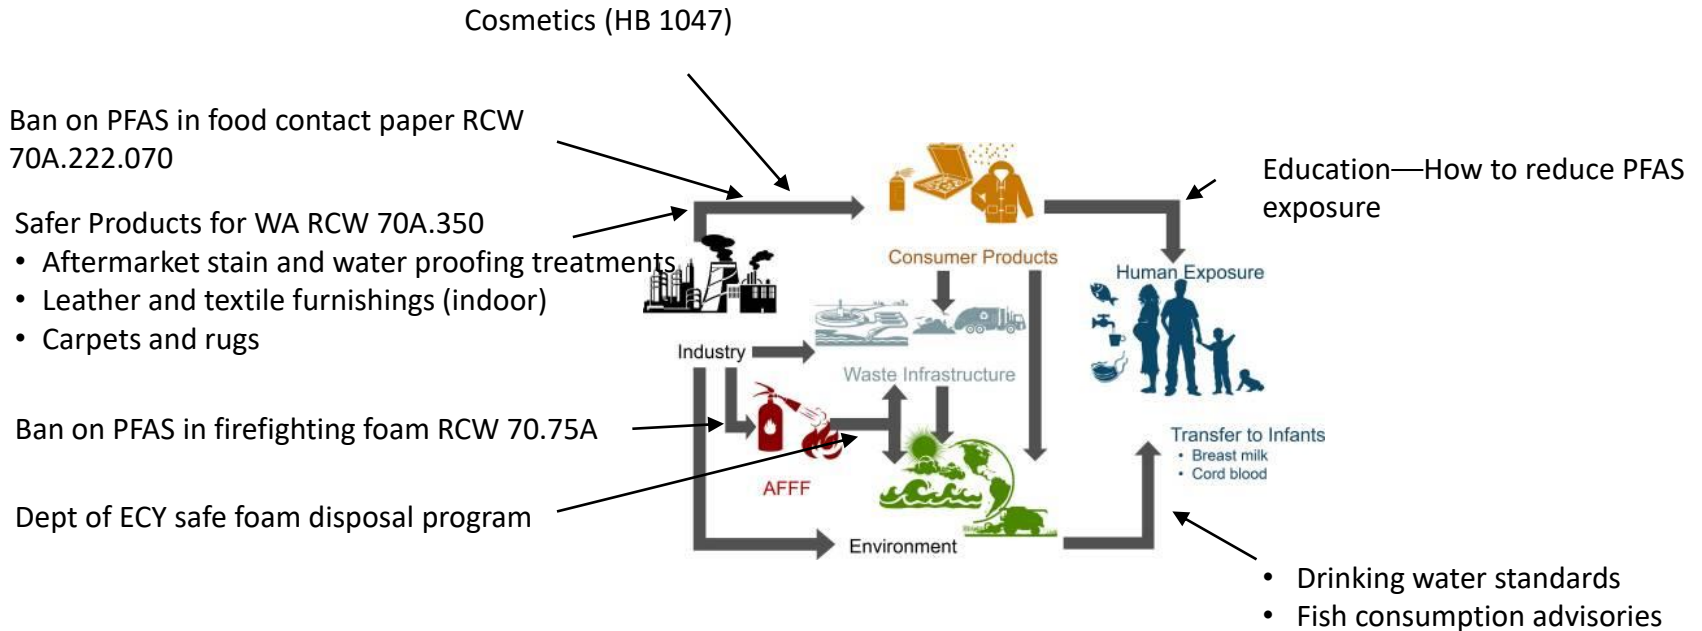 Cosmetics (HB 1047)
Ban on PFAS in food contact paper RCW
70A.222.070
Safer Products for WA RCW 70A.350
• Aftermarket stain and water proofing treatments
• Leather and textile furnishings (indoor)
• Carpets and rugs
Ban on PFAS in firefighting foam RCW 70.75A
Dept of ECY safe foam disposal program
Industry
Consumer Products
Waste Infrastructure
AFFF
Environment
Education—How to reduce PFAS
exposure
Human Exposure
Transfer to Infants
• Breast milk
• Cord blood
• Drinking water standards
• Fish consumption advisories